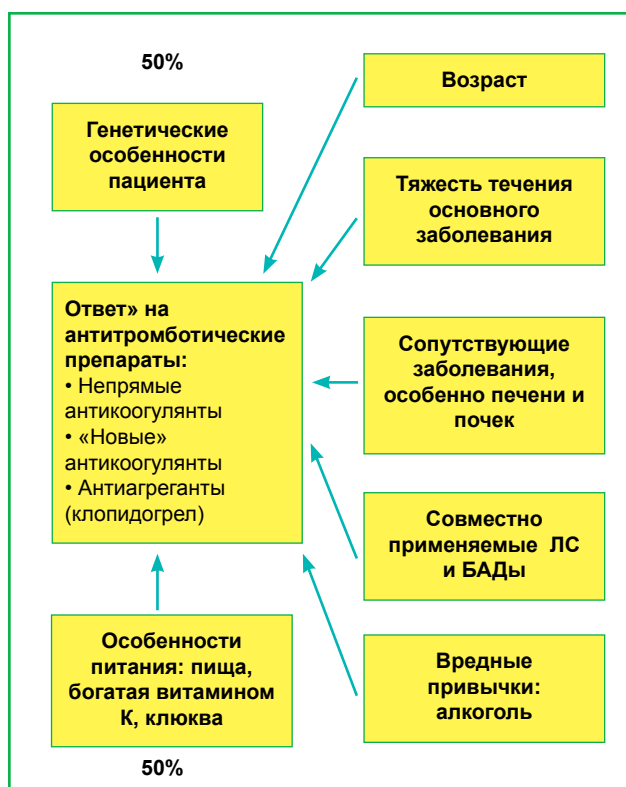 50%
Генетические
особенности
пациента
Ответ» на
антитромботические
препараты:
• Непрямые
антикоогулянты
• «Новые»
антикоогулянты
• Антиагреганты
(клопидогрел)
Особенности
питания: пища,
богатая витамином
К, клюква
50%
Возраст
Тяжесть течения
основного
заболевания
Сопутствующие
заболевания,
особенно печени и
почек
Совместно
применяемые ЛС
и БАДы
Вредные
привычки:
алкоголь